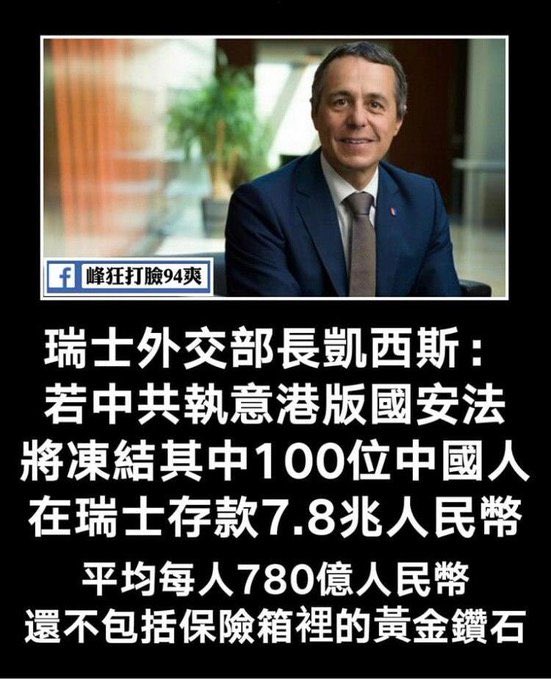 f 峰狂打臉94爽
瑞士外交部長凱西斯：
若中共執意港版國安法
將凍結其中100位中國人
在瑞士存款7.8兆人民幣
平均每人780億人民幣
還不包括保險箱裡的黃金鑽石